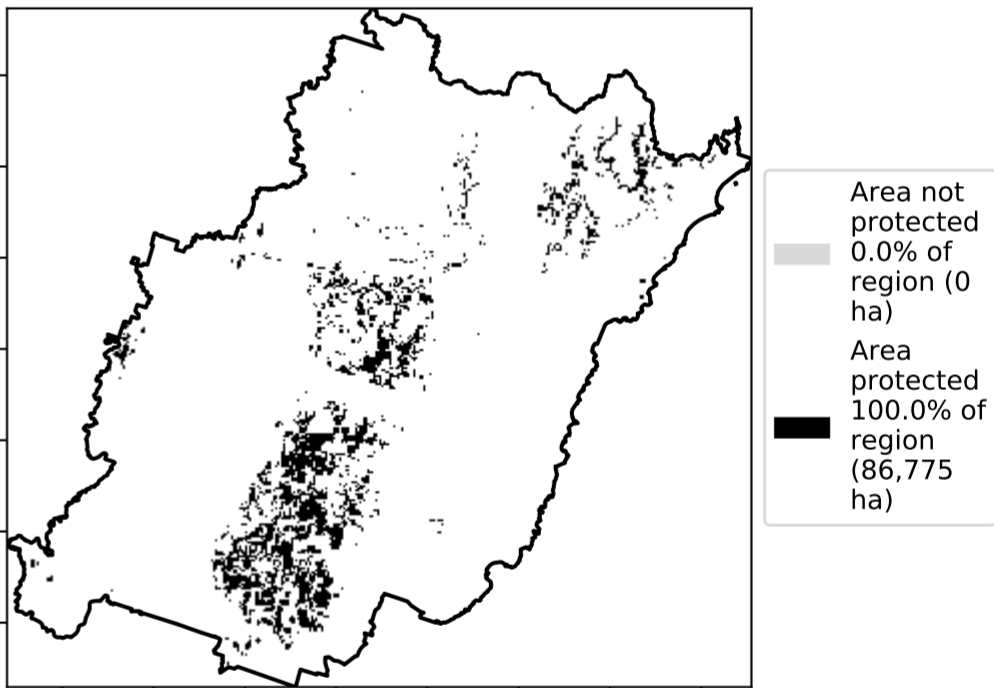 Area not
protected
0.0% of
region (0
ha)
Area
protected
100.0% of
region
(86,775
ha)